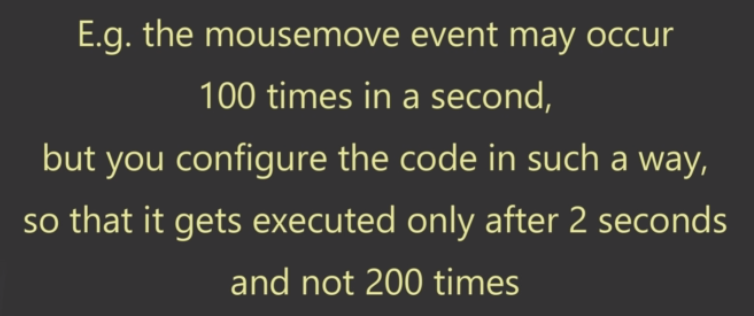 E.g. the mousemove event may occur
100 times in a second,
but you configure the code in such a way,
so that it gets executed only after 2 seconds
and not 200 times